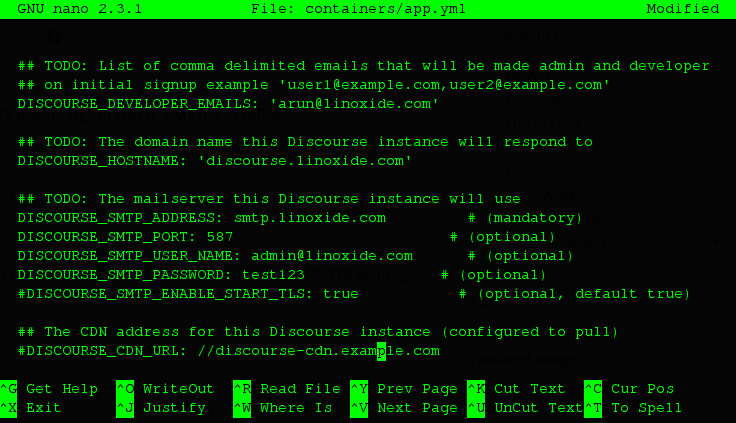 GNU nano 2.3.1 File: containers/app.yml Modified
## TODO: List of comma delimited emails that will be made admin and developer
## on initial signup example 'user1@example.com,user2@example.com'
DISCOURSE_DEVELOPER_EMAILS: 'arun@linoxide.com'
## TODO: The domain name this Discourse instance will respond to
DISCOURSE_HOSTNAME: 'discourse.linoxide.com'
## TODO: The mailserver this Discourse instance will use
DISCOURSE_SMTP_ADDRESS: smtp.linoxide.com # (mandatory)
DISCOURSE_SMTP_PORT: 587 # (optional)
DISCOURSE_SMTP_USER_NAME: admin@linoxide.com # (optional)
DISCOURSE_SMTP_PASSWORD: test123 # (optional)
#DISCOURSE_SMTP_ENABLE_START_TLS: true # (optional, default true)
## The CDN address for this Discourse instance (configured to pull)
#DISCOURSE_CDN_URL: //discourse-cdn.example.com
^G Get Help ^O WriteOut ^R Read File ^Y Prev Page ^K Cut Text ^C Cur Pos
^X Exit ^J Justify ^W Where Is ^V Next Page ^U UnCut Text ^T To Spell